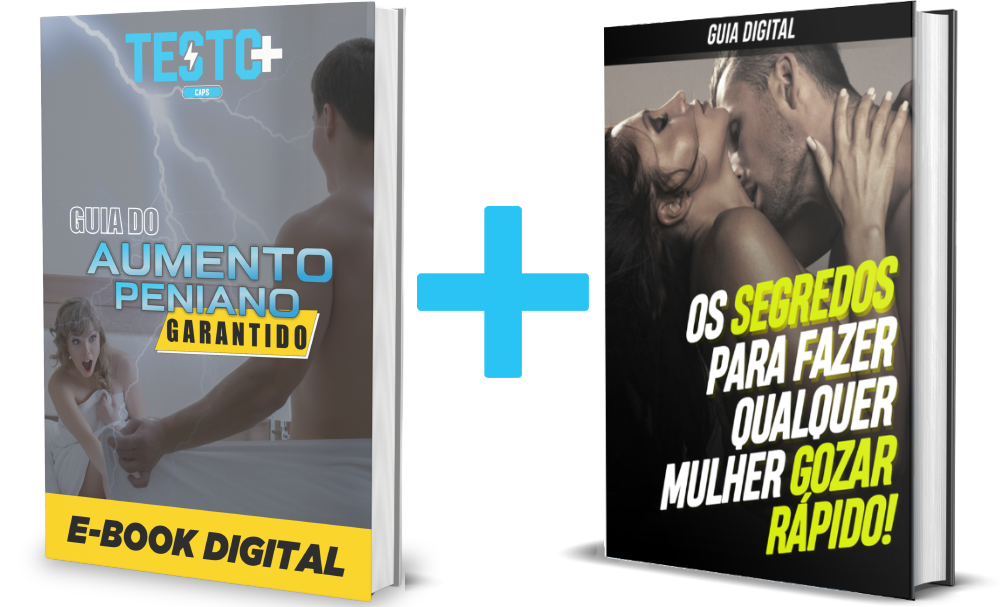 TESTO+
CAPS
GUIA DO
AUMENTO
PENIANO
GARANTIDO
E-BOOK DIGITAL
GUIA DIGITAL
OS SEGREDOS
PARA FAZER
QUALQUER
MULHER GOZAR
RÁPIDO!